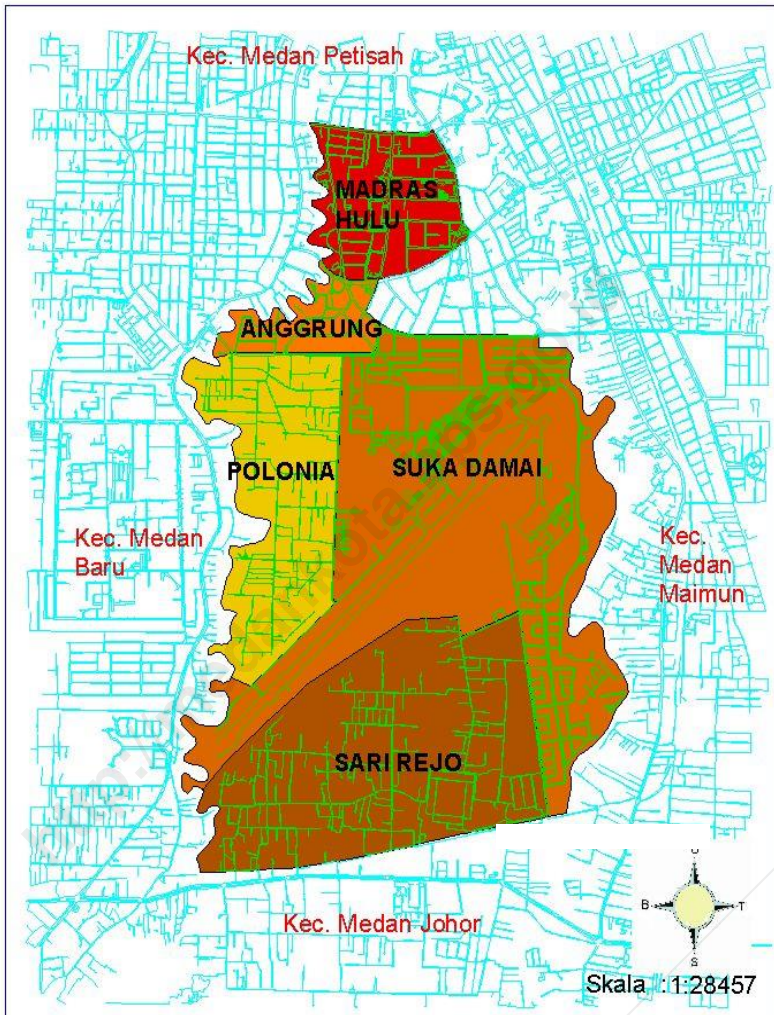 Kec. Medan Petisah
MADRAS
HULU
ANGGRUNG
POLONIA
SUKA DAMAI
Kec. Medan
Baru
Kec.
Medan
Maimun
SARI REJO
Kec. Medan Johor
U
B
T
S
Skala : 1:28457